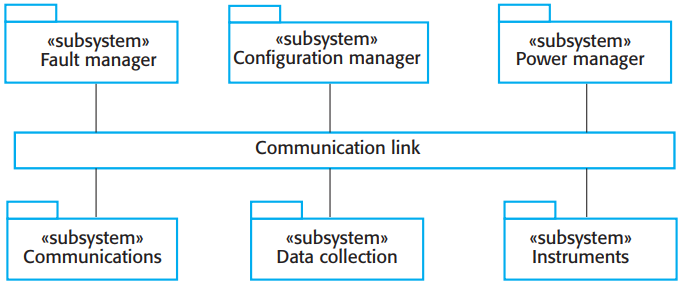 «subsystem»
Fault manager
«subsystem»
Configuration manager
«subsystem»
Power manager
Communication link
«subsystem»
Communications
«subsystem»
Data collection
«subsystem»
Instruments